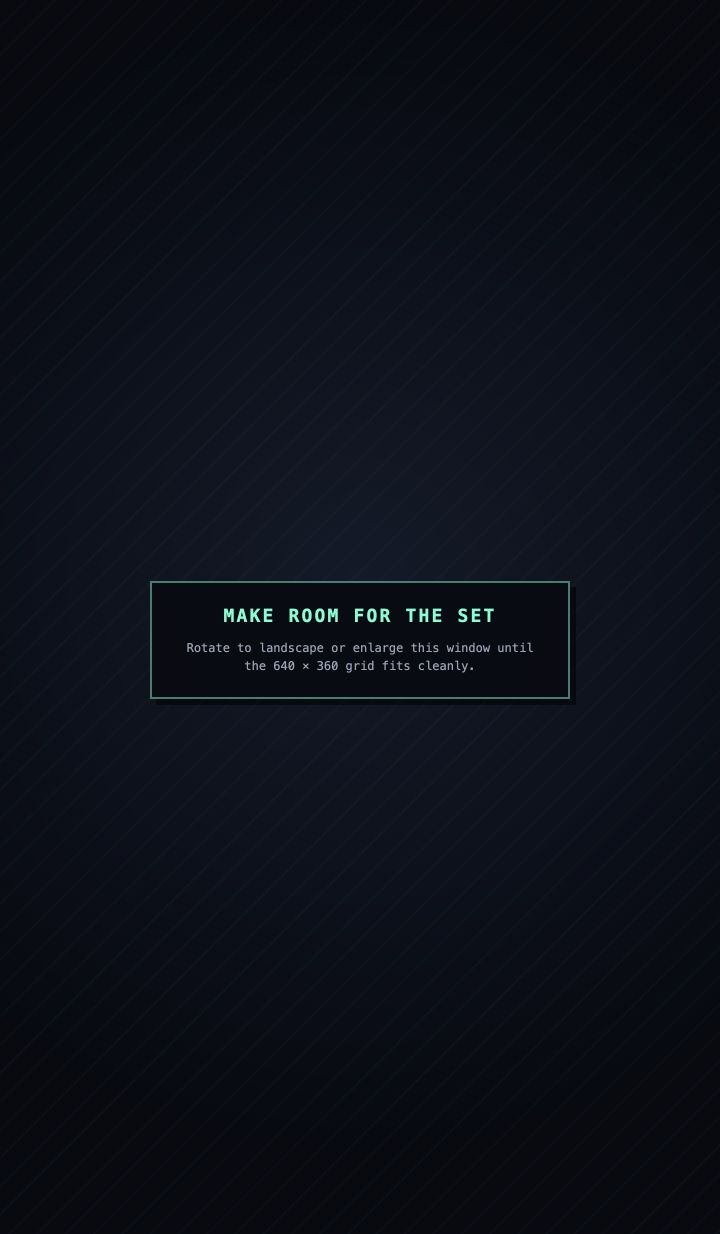 MAKE ROOM FOR THE SET
Rotate to landscape or enlarge this window until
the 640 × 360 grid fits cleanly.